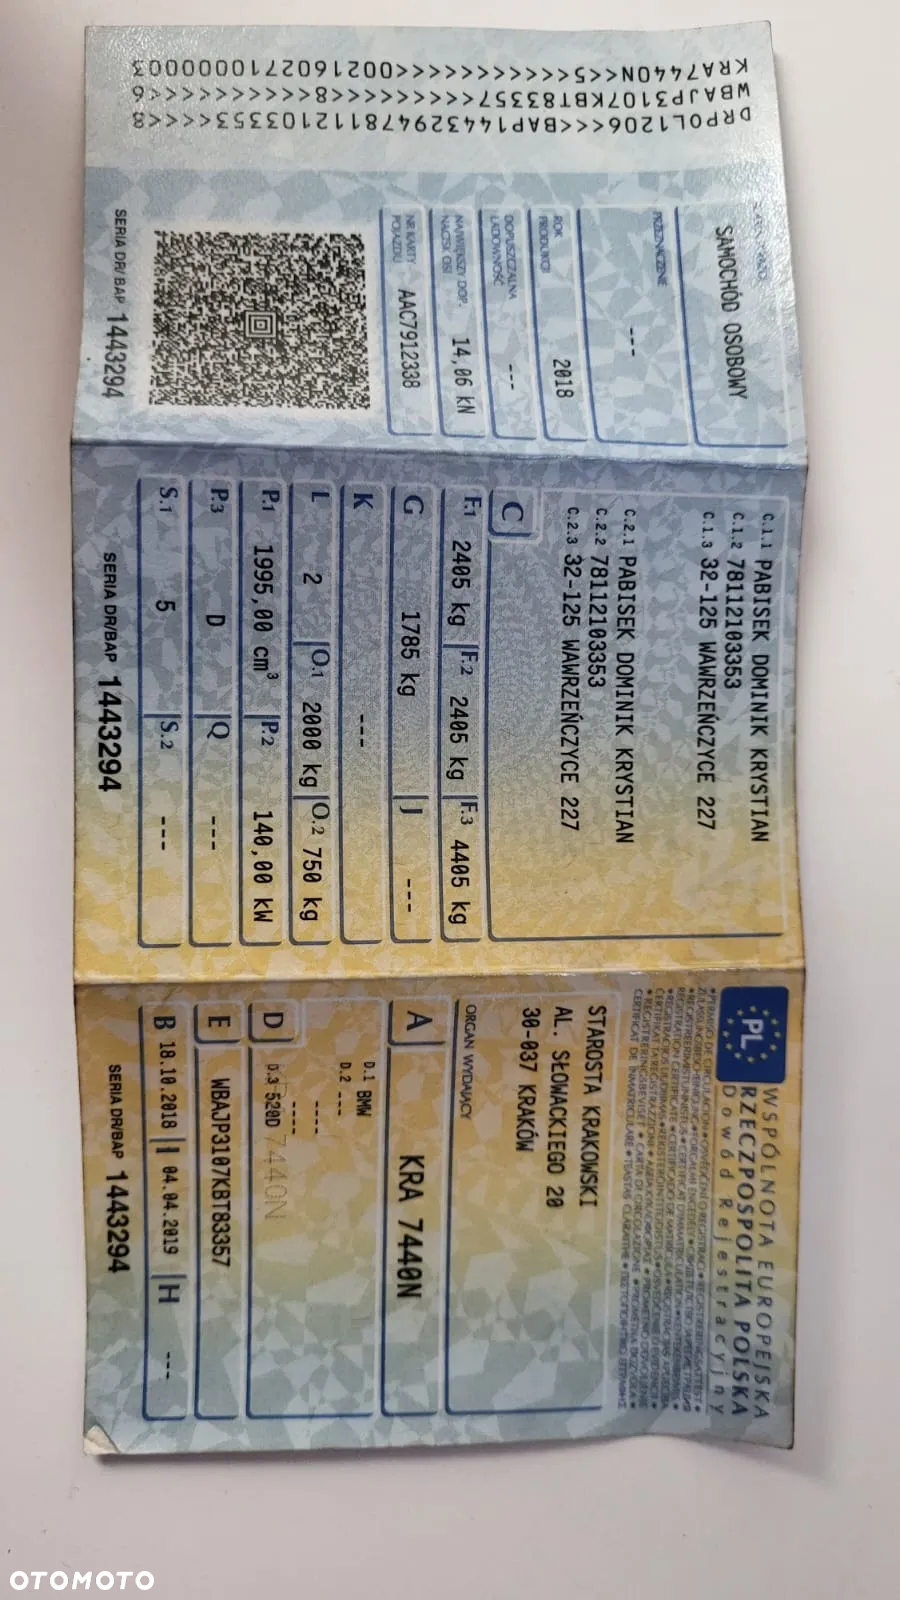 WSPÓLNOTA EUROPEJSKA
RZECZPOSPOLITA POLSKA
Dowód Rejestracyjny
PL
STAROSTA KRAKOWSKI
AL. SŁOWACKIEGO 20
30-037 KRAKÓW
ORGAN WYDAJĄCY
A KRA 7440N
D.1 BMW
D.2 ---
----
----
D D.3 520D 7440N
E WBAJP3107KBT83357
B 18.10.2018 I 04.04.2019 H ---
SERIA DR/BAP 1443294
C.1.1 PABISEK DOMINIK KRYSTIAN
C.1.2 78112103353
C.1.3 32-125 WAWRZEŃCZYCE 227
C.2.1 PABISEK DOMINIK KRYSTIAN
C.2.2 78112103353
C.2.3 32-125 WAWRZEŃCZYCE 227
C
F.1 2405 kg F.2 2405 kg F.3 4405 kg
G 1785 kg J ---
K ---
L 2 O.1 2000 kg O.2 750 kg
P.1 1995,00 cm³ P.2 140,00 kW
P.3 D Q ---
S.1 5 S.2 ---
SERIA DR/BAP 1443294
SAMOCHÓD OSOBOWY
PRZEZNACZENIE ---
ROK PRODUKCJI 2018
DOPUSZCZALNA ŁADOWNOŚĆ ---
NAJWIĘKSZY DOP. NACISK OSI 14,06 kN
NR KARTY POJAZDU AAC7912338
SERIA DR/BAP 1443294
DRPOL1206<<BAP14432947811121033 53<<<<<8
WBAJP3107KBT83357<<<<<<<<8<<<<<<<<<6
KRA7440N<<5<<<<<<<<<<0021602710000003
OTOMOTO